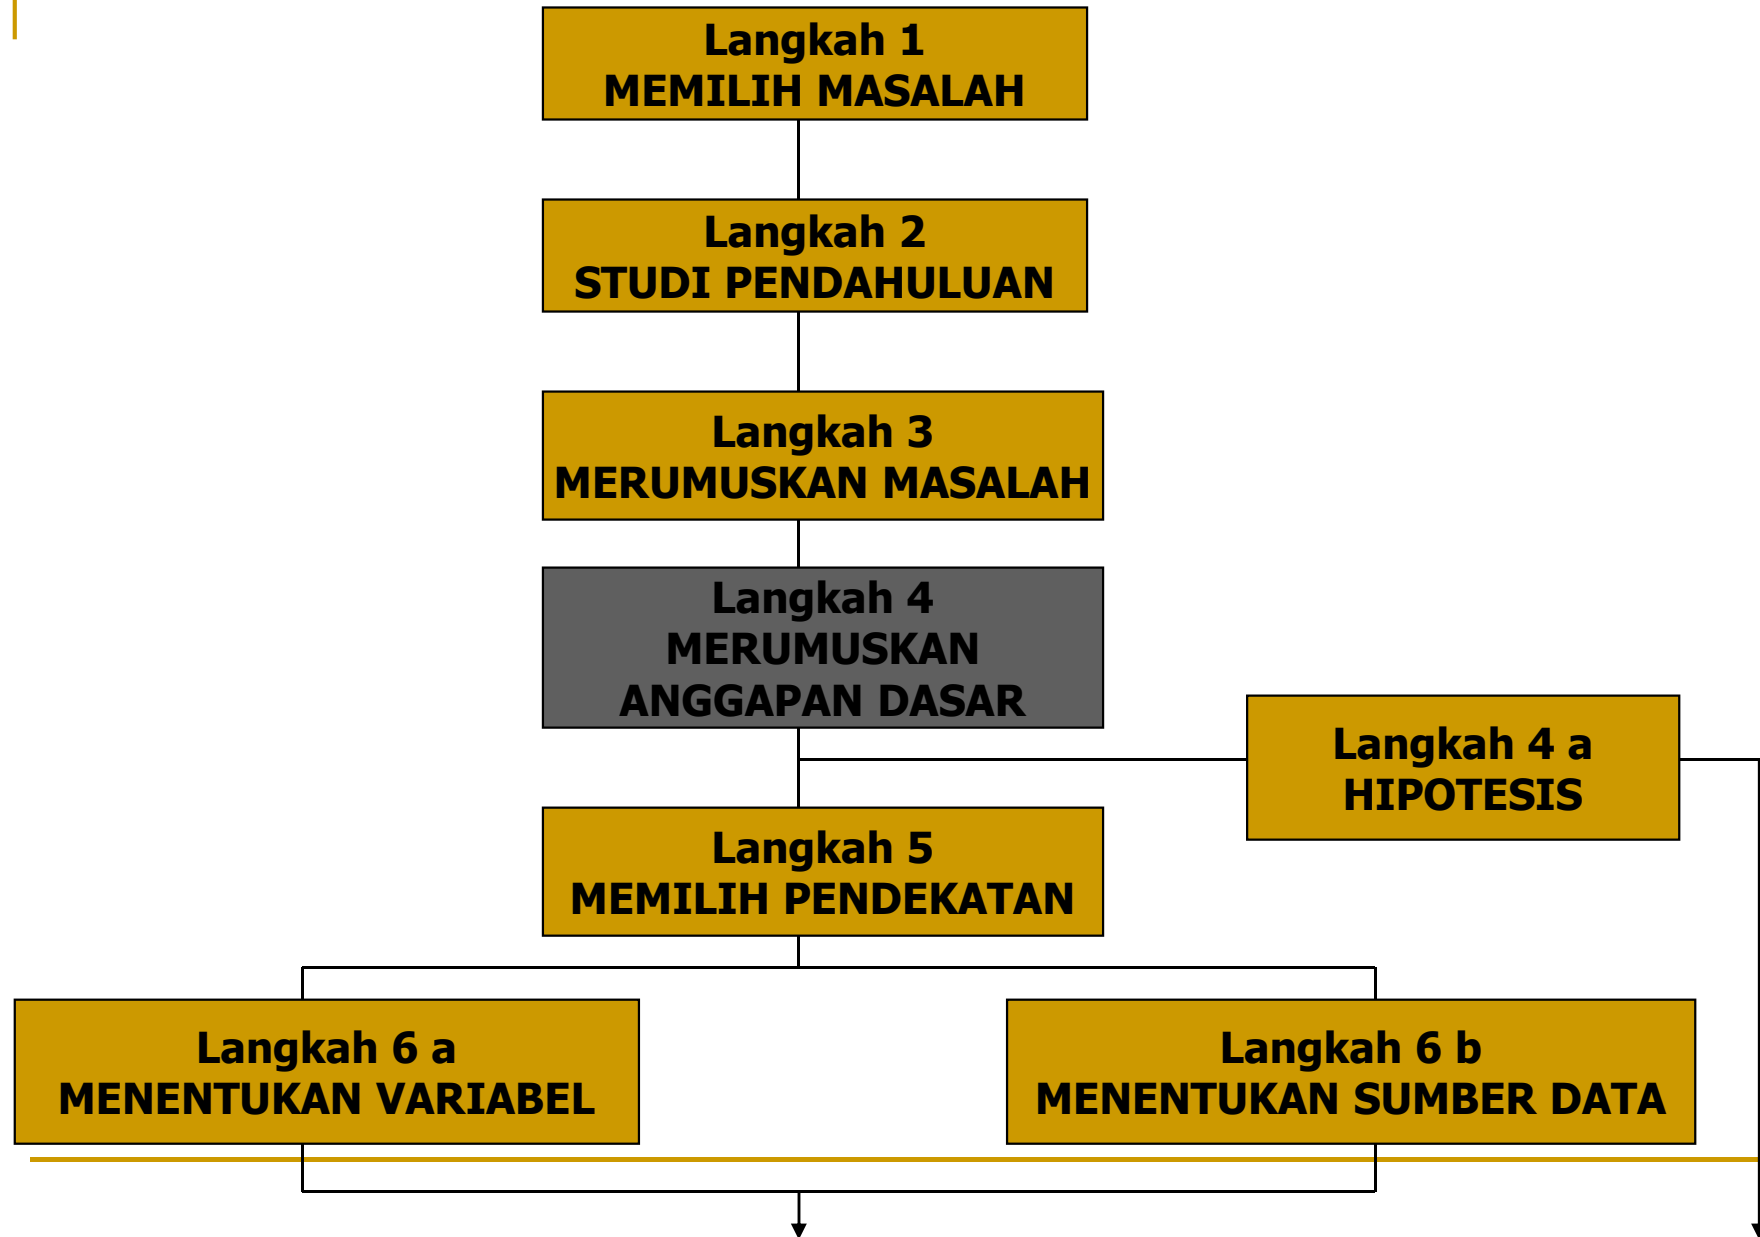 Langkah 1
MEMILIH MASALAH
Langkah 2
STUDI PENDAHULUAN
Langkah 3
MERUMUSKAN MASALAH
Langkah 4
MERUMUSKAN
ANGGAPAN DASAR
Langkah 4 a
HIPOTESIS
Langkah 5
MEMILIH PENDEKATAN
Langkah 6 a
MENENTUKAN VARIABEL
Langkah 6 b
MENENTUKAN SUMBER DATA